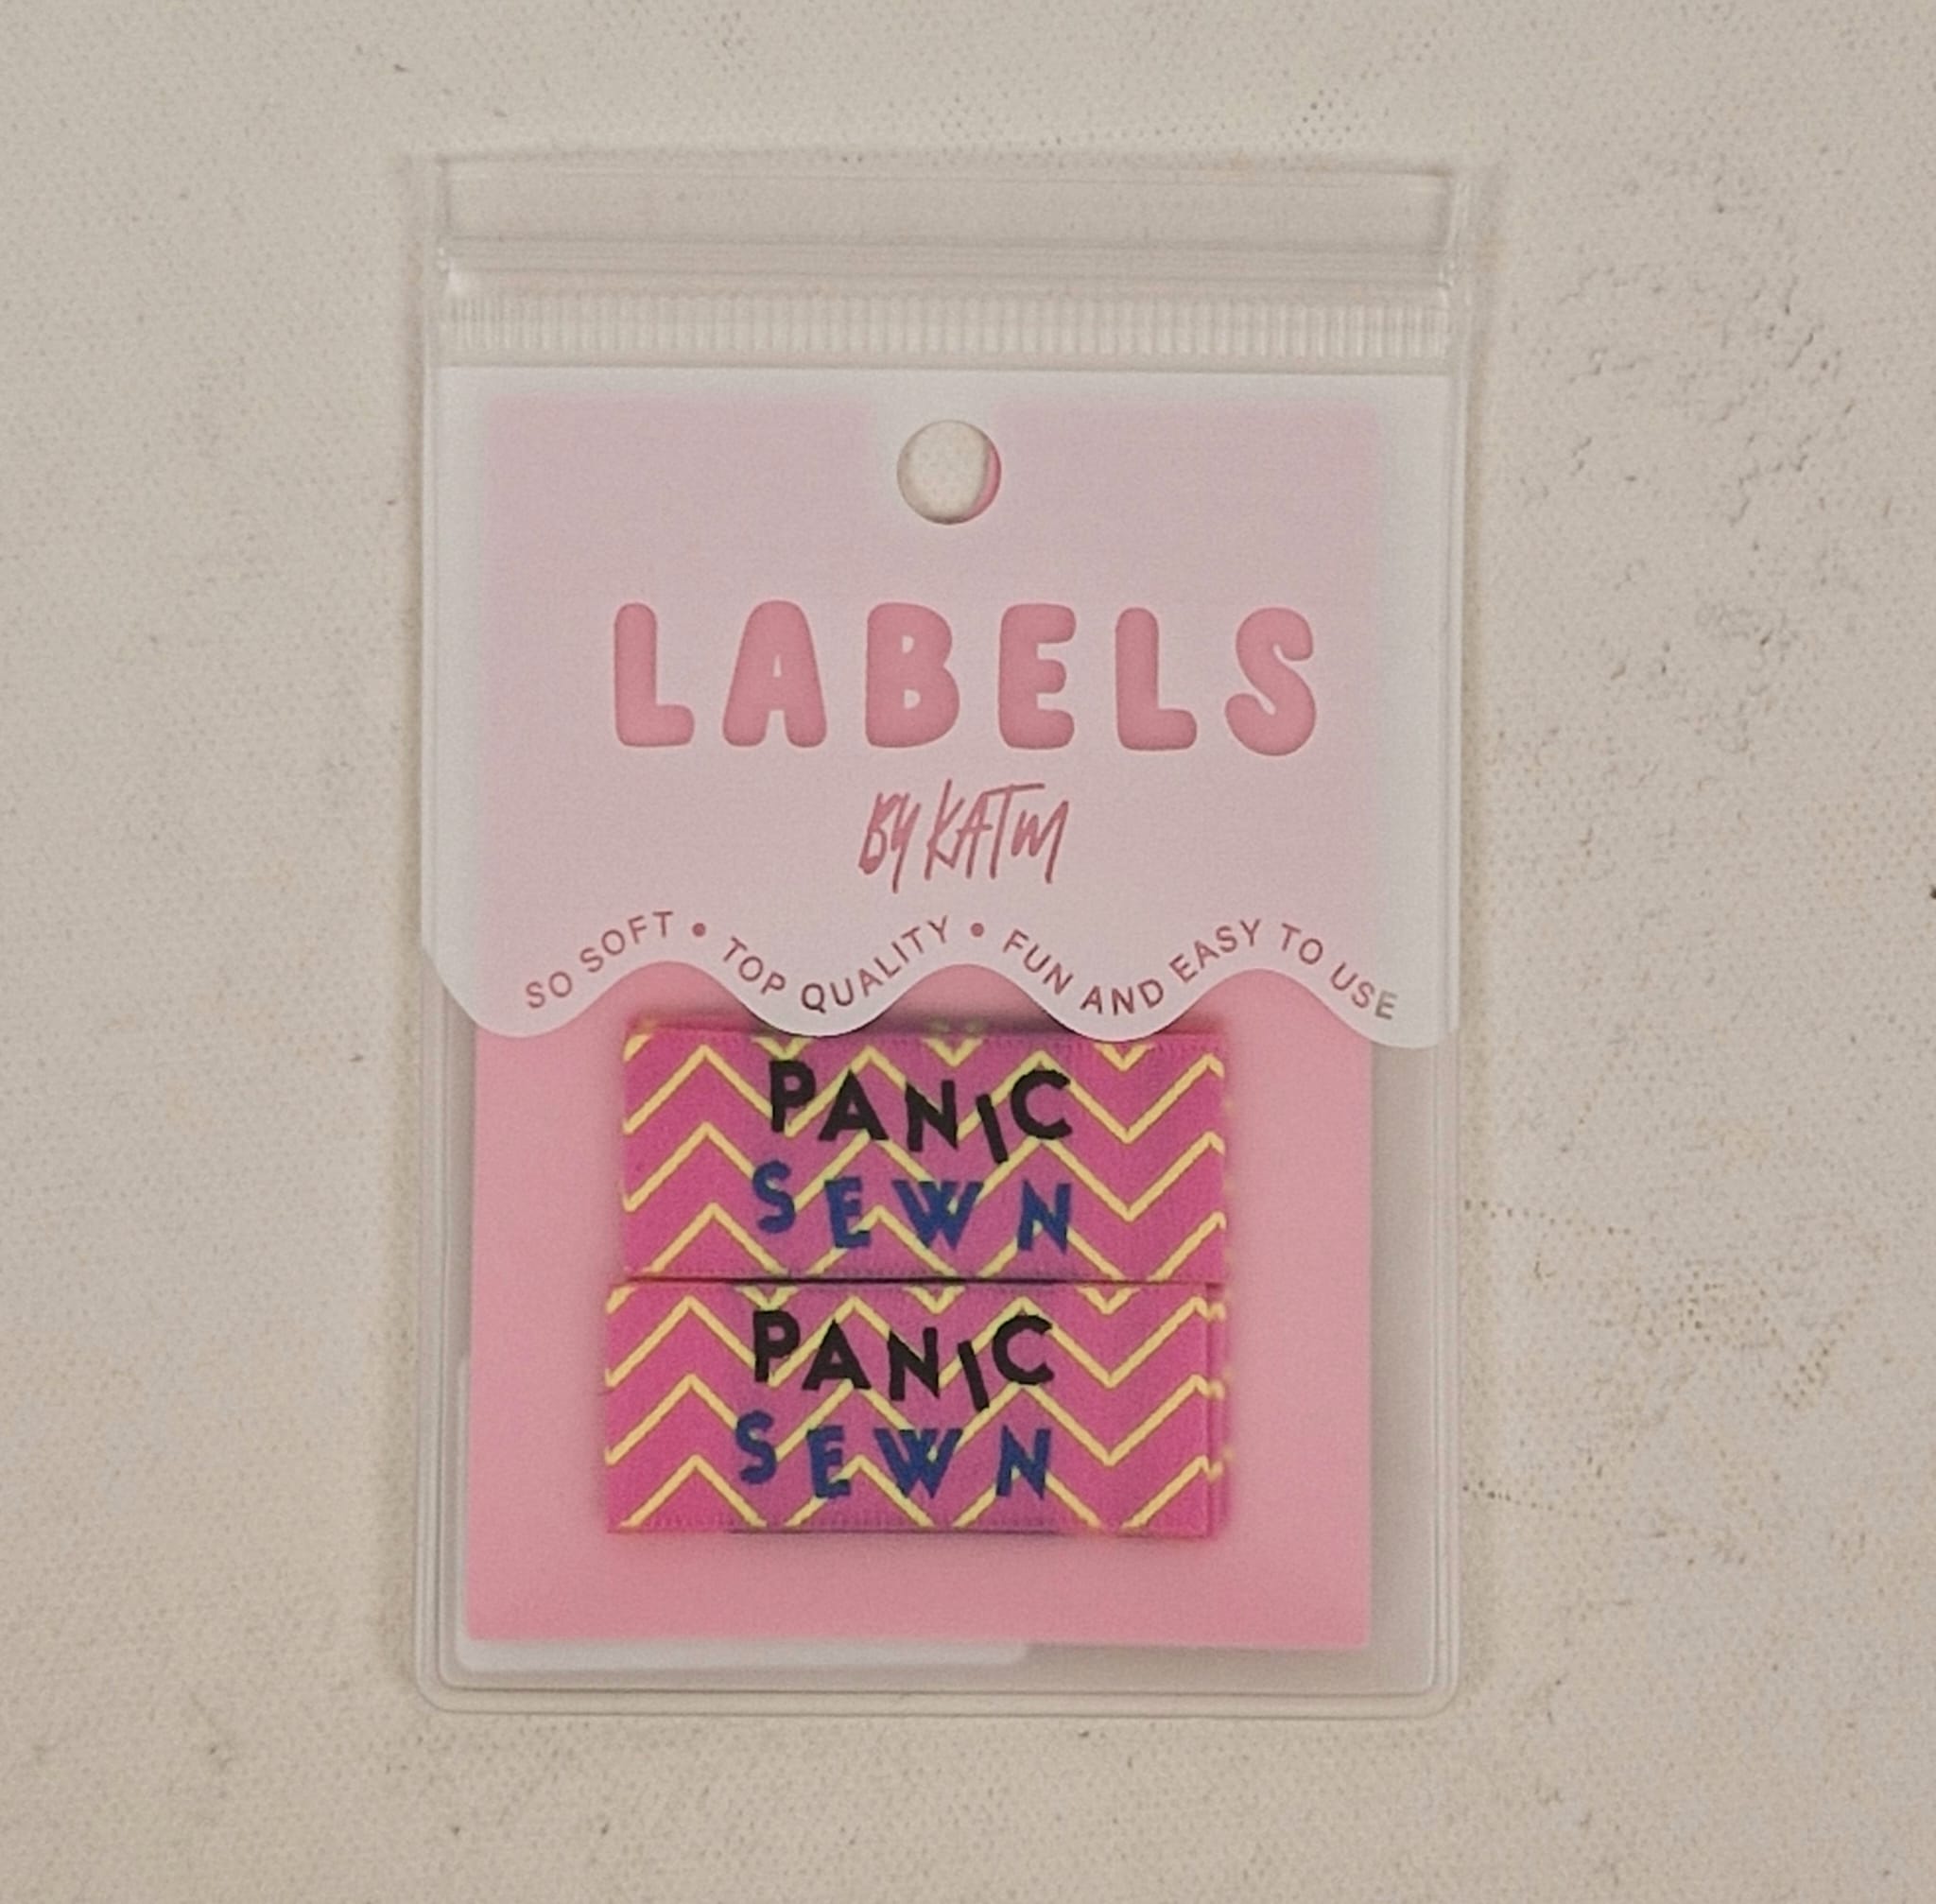 LABELS
BY KATM
SO SOFT • TOP QUALITY • FUN AND EASY TO USE
PANIC
SEWN
PANIC
SEWN